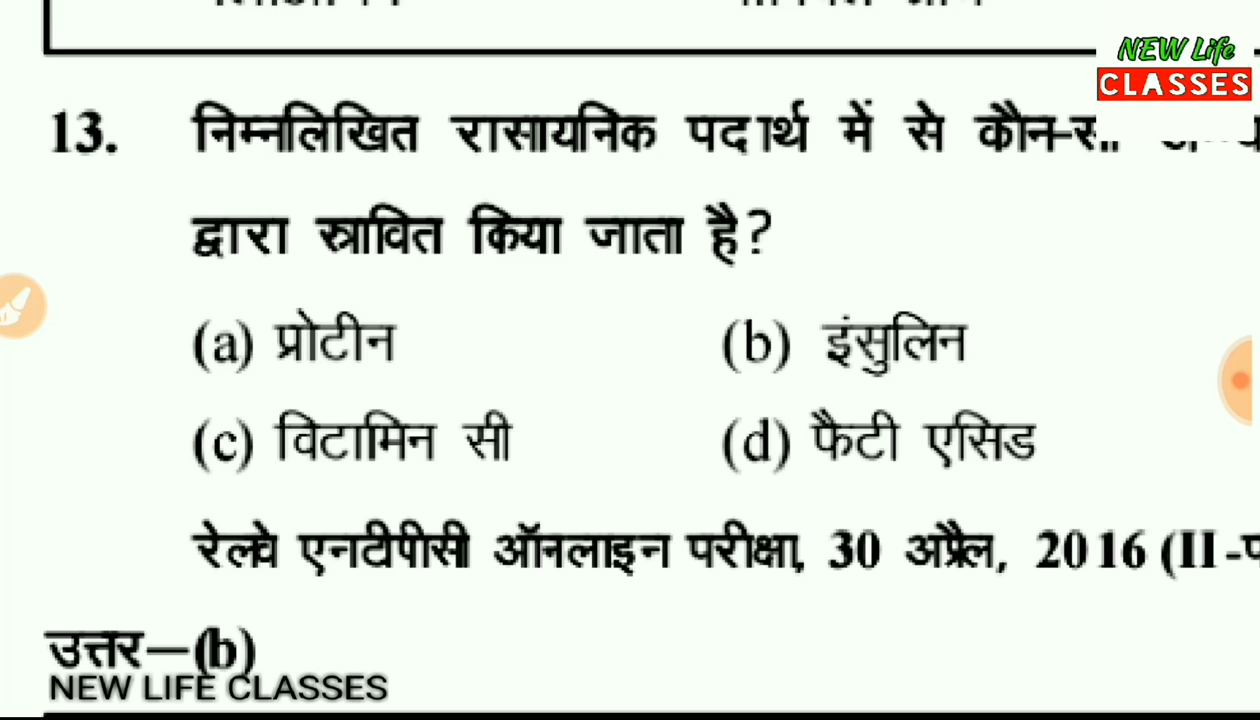 NEW Life
CLASSES
13. निम्नलिखित रासायनिक पदार्थ में से कौन-सा
द्वारा स्रावित किया जाता है?
(a) प्रोटीन (b) इंसुलिन
(c) विटामिन सी (d) फैटी एसिड
रेलवे एनटीपीसी ऑनलाइन परीक्षा, 30 अप्रैल, 2016 (II-
उत्तर—(b)
NEW LIFE CLASSES